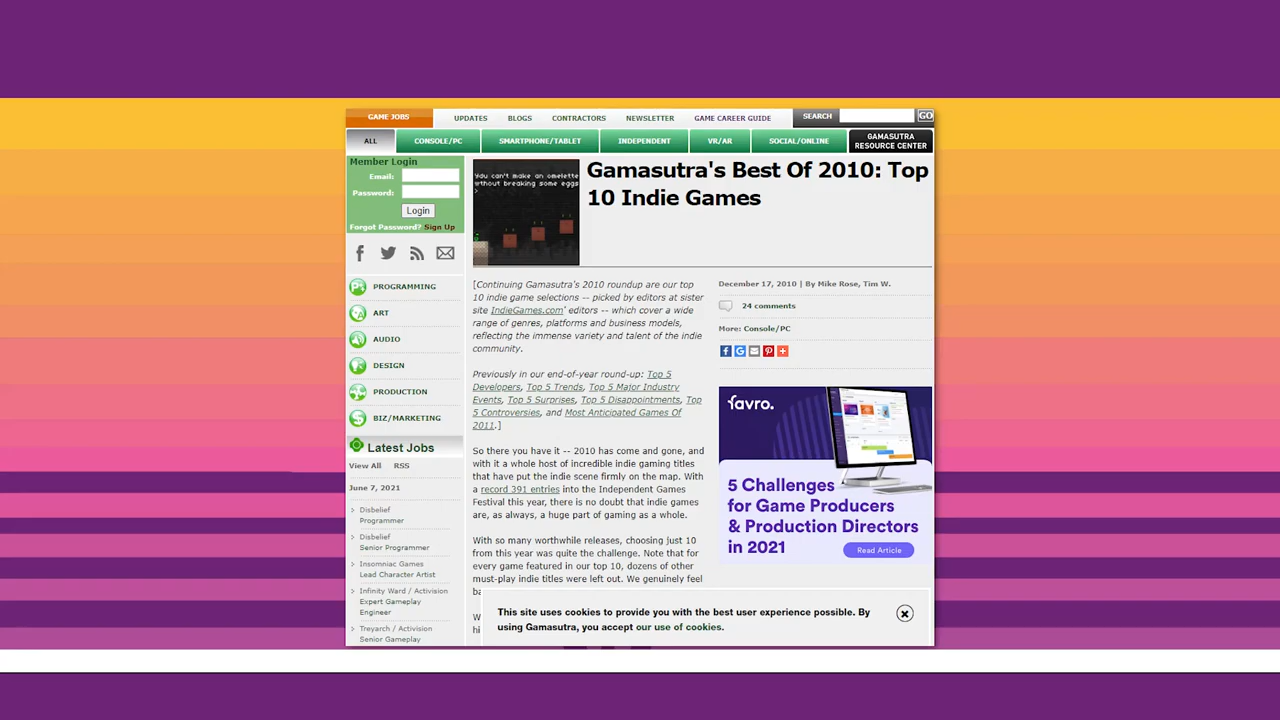 GAME JOBS
UPDATES
BLOGS
CONTRACTORS
NEWSLETTER
GAME CAREER GUIDE
SEARCH
GO
ALL
CONSOLE/PC
SMARTPHONE/TABLET
INDEPENDENT
VR/AR
SOCIAL/ONLINE
GAMASUTRA
RESOURCE CENTER
Member Login
Email:
Password:
Login
Forgot Password? Sign Up
PROGRAMMING
ART
AUDIO
DESIGN
PRODUCTION
BIZ/MARKETING
Latest Jobs
View All
RSS
June 7, 2021
Disbelief
Programmer
Disbelief
Senior Programmer
Insomniac Games
Lead Character Artist
Infinity Ward / Activision
Expert Gameplay
Engineer
Treyarch / Activision
Senior Gameplay
You can't make an omelette
without breaking some eggs
Gamasutra's Best Of 2010: Top
10 Indie Games
[Continuing Gamasutra's 2010 roundup are our top
10 indie game selections -- picked by editors at sister
site IndieGames.com' editors -- which cover a wide
range of genres, platforms and business models,
reflecting the immense variety and talent of the indie
community.
Previously in our end-of-year round-up: Top 5
Developers, Top 5 Trends, Top 5 Major Industry
Events, Top 5 Surprises, Top 5 Disappointments, Top
5 Controversies, and Most Anticipated Games Of
2011.]
So there you have it -- 2010 has come and gone, and
with it a whole host of incredible indie gaming titles
that have put the indie scene firmly on the map. With
a record 391 entries into the Independent Games
Festival this year, there is no doubt that indie games
are, as always, a huge part of gaming as a whole.
With so many worthwhile releases, choosing just 10
from this year was quite the challenge. Note that for
every game featured in our top 10, dozens of other
must-play indie titles were left out. We genuinely feel
December 17, 2010 | By Mike Rose, Tim W.
24 comments
More: Console/PC
favro.
5 Challenges
for Game Producers
& Production Directors
in 2021
Read Article
This site uses cookies to provide you with the best user experience possible. By
using Gamasutra, you accept our use of cookies.